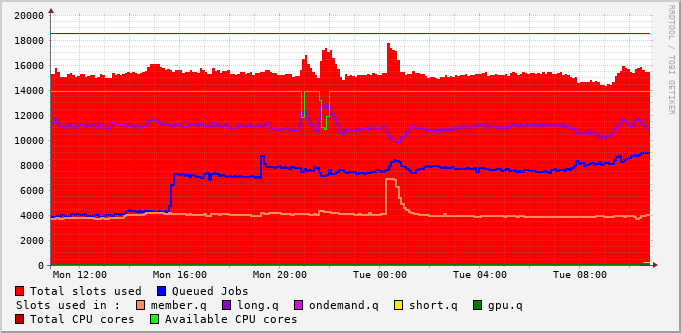 20000
18000
16000
14000
12000
10000
8000
6000
4000
2000
0
Mon 12:00 Mon 16:00 Mon 20:00 Tue 00:00 Tue 04:00 Tue 08:00
RRDTOOL / TOBI OETIKER
Total slots used Queued Jobs
Slots used in : member.q long.q ondemand.q short.q gpu.q
Total CPU cores Available CPU cores